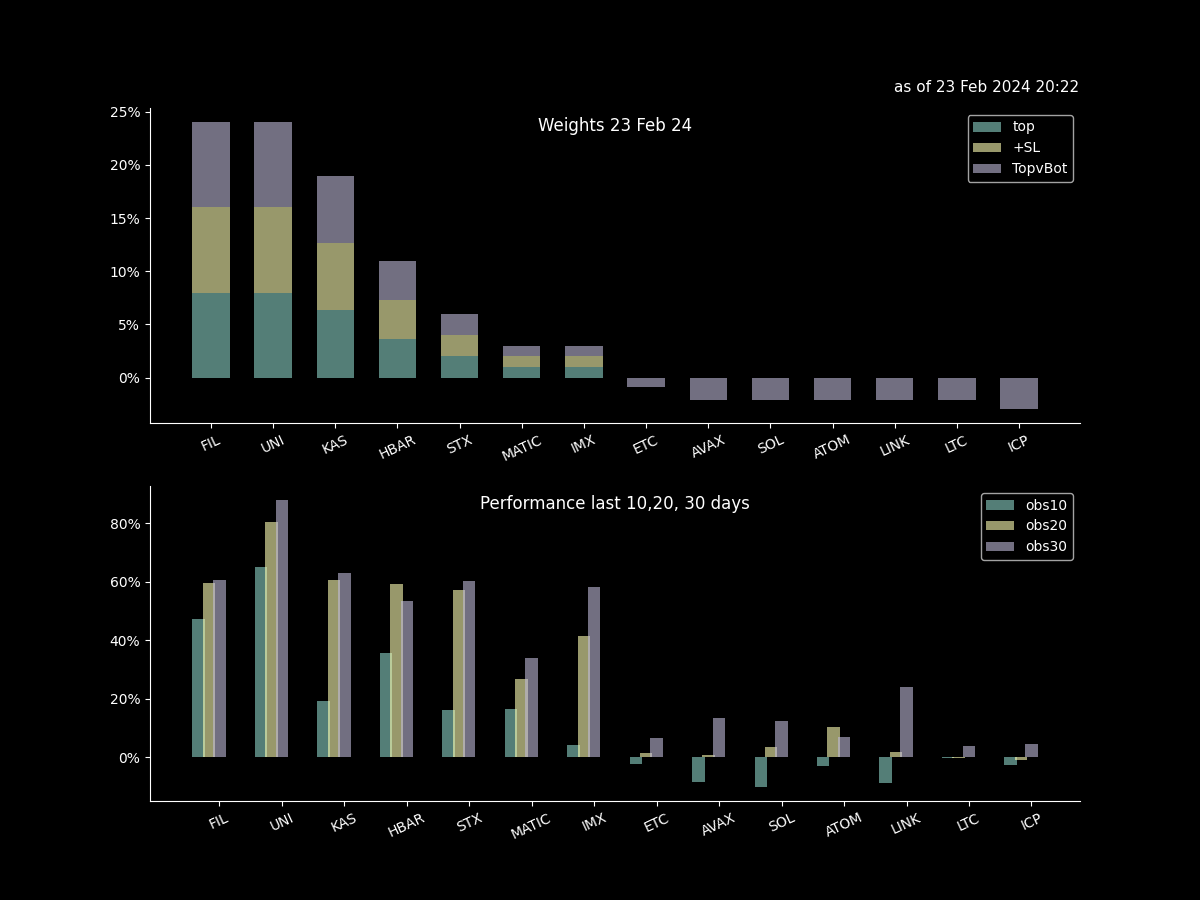 as of 23 Feb 2024 20:22
Weights 23 Feb 24
top
+SL
TopvBot
25%
20%
15%
10%
5%
0%
FIL UNI KAS HBAR STX MATIC IMX ETC AVAX SOL ATOM LINK LTC ICP
Performance last 10,20, 30 days
obs10
obs20
obs30
80%
60%
40%
20%
0%
FIL UNI KAS HBAR STX MATIC IMX ETC AVAX SOL ATOM LINK LTC ICP